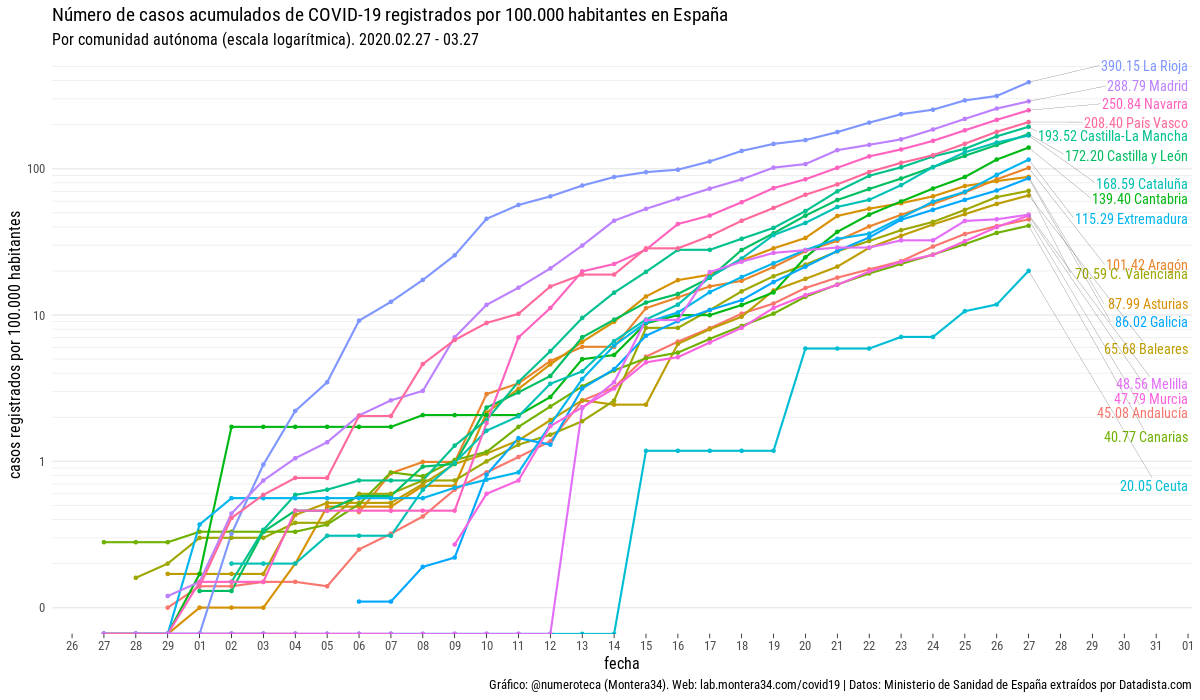 Número de casos acumulados de COVID-19 registrados por 100.000 habitantes en España
Por comunidad autónoma (escala logarítmica). 2020.02.27 - 03.27
casos registrados por 100.000 habitantes
100
10
1
0
390.15 La Rioja
288.79 Madrid
250.84 Navarra
208.40 País Vasco
193.52 Castilla-La Mancha
172.20 Castilla y León
168.59 Cataluña
139.40 Cantabria
115.29 Extremadura
101.42 Aragón
70.59 C. Valenciana
87.99 Asturias
86.02 Galicia
65.68 Baleares
48.56 Melilla
47.79 Murcia
45.08 Andalucía
40.77 Canarias
20.05 Ceuta
26 27 28 29 01 02 03 04 05 06 07 08 09 10 11 12 13 14 15 16 17 18 19 20 21 22 23 24 25 26 27 28 29 30 31 01
fecha
Gráfico: @numeroteca (Montera34). Web: lab.montera34.com/covid19 | Datos: Ministerio de Sanidad de España extraídos por Datadista.com